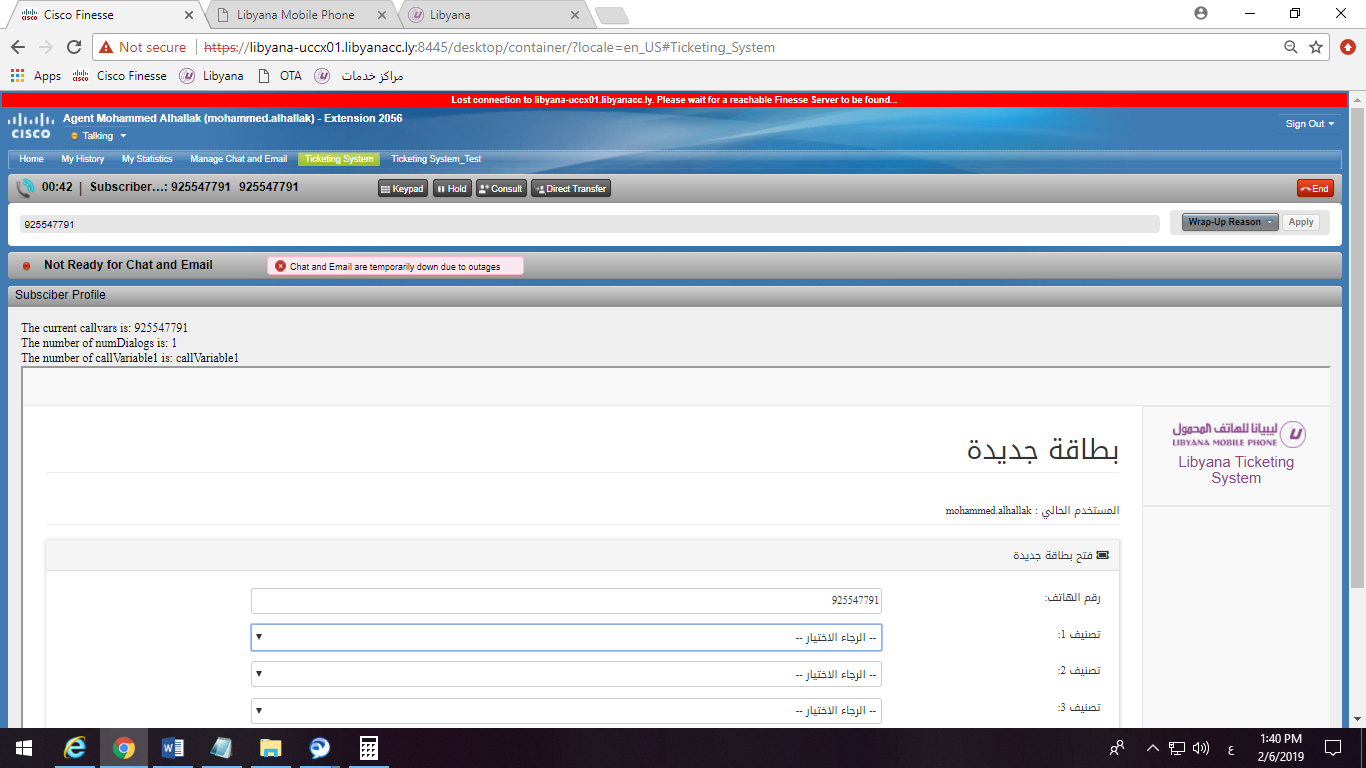 Cisco Finesse
Libyana Mobile Phone
Libyana
Not secure | https://libyana-uccx01.libyanacc.ly:8445/desktop/container/?locale=en_US#Ticketing_System
Apps Cisco Finesse Libyana OTA مراكز خدمات
Lost connection to libyana-uccx01.libyanacc.ly. Please wait for a reachable Finesse Server to be found...
CISCO
Agent Mohammed Alhallak (mohammed.alhallak) - Extension 2056
Talking
Sign Out
Home My History My Statistics Manage Chat and Email Ticketing System Ticketing System_Test
00:42 | Subscriber...: 925547791 925547791 Keypad Hold Consult Direct Transfer End
925547791 Wrap-Up Reason Apply
Not Ready for Chat and Email Chat and Email are temporarily down due to outages
Subsciber Profile
The current callvars is: 925547791
The number of numDialogs is: 1
The number of callVariable1 is: callVariable1
ليبيانا للهاتف المحمول
LIBYANA MOBILE PHONE
Libyana Ticketing
System
بطاقة جديدة
المستخدم الحالي : mohammed.alhallak
فتح بطاقة جديدة
رقم الهاتف: 925547791
تصنيف 1: -- الرجاء الاختيار --
تصنيف 2: -- الرجاء الاختيار --
تصنيف 3: -- الرجاء الاختيار --
ع
1:40 PM
2/6/2019